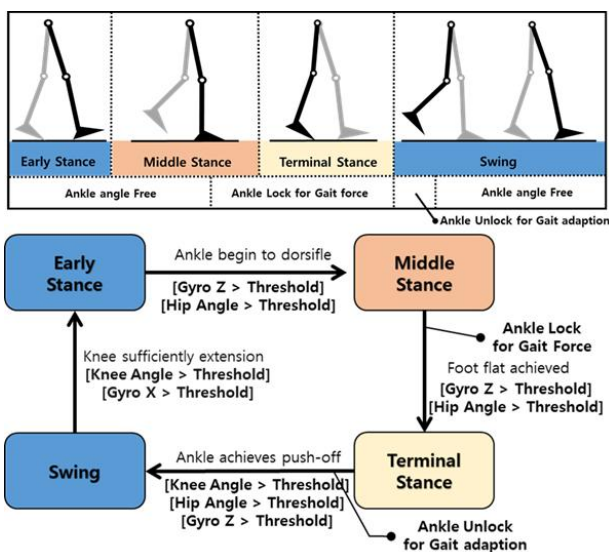 Early Stance
Middle Stance
Terminal Stance
Swing
Ankle angle Free
Ankle Lock for Gait force
Ankle angle Free
Ankle Unlock for Gait adaption
Early
Stance
Ankle begin to dorsifle
[Gyro Z > Threshold]
[Hip Angle > Threshold]
Middle
Stance
Ankle Lock
for Gait Force
Foot flat achieved
[Gyro Z > Threshold]
[Hip Angle > Threshold]
Knee sufficiently extension
[Knee Angle > Threshold]
[Gyro X > Threshold]
Swing
Ankle achieves push-off
[Knee Angle > Threshold]
[Hip Angle > Threshold]
[Gyro Z > Threshold]
Terminal
Stance
Ankle Unlock
for Gait adaption